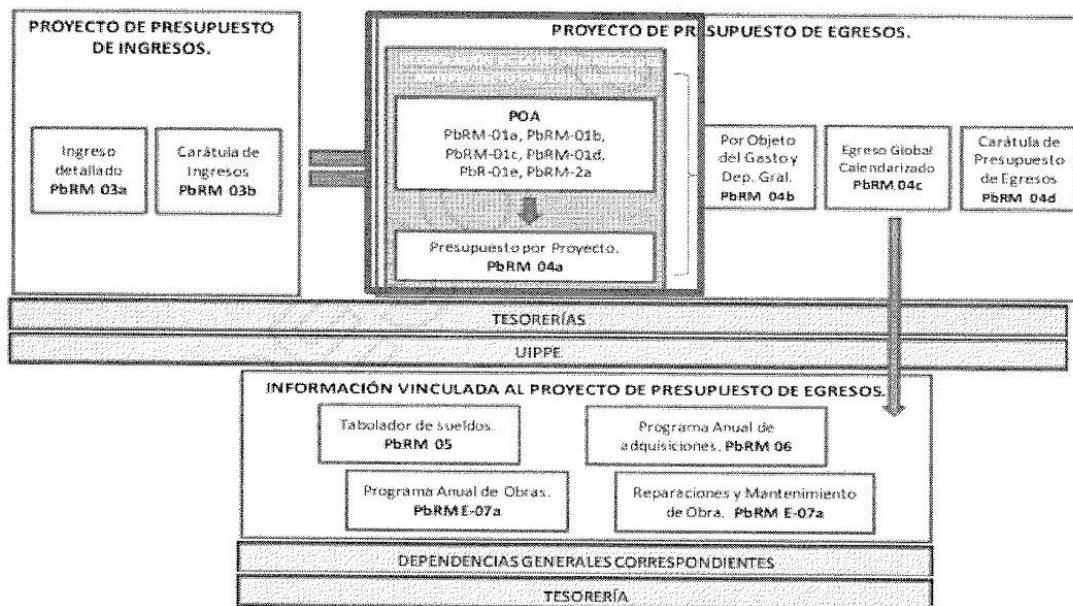 PROYECTO DE PRESUPUESTO
DE INGRESOS.
Ingreso
detallado
PbRM 03a
Carátula de
Ingresos
PbRM 03b
PROYECTO DE PRESUPUESTO DE EGRESOS.
POA
PbRM-01a, PbRM-01b,
PbRM-01c, PbRM-01d,
PbR-01e, PbRM-2a
Presupuesto por Proyecto.
PbRM 04a
Por Objeto
del Gasto y
Dep. Gral.
PbRM 04b
Egreso Global
Calendarizado
PbRM 04c
Carátula de
Presupuesto
de Egresos
PbRM 04d
TESORERÍAS
UIPPE
INFORMACIÓN VINCULADA AL PROYECTO DE PRESUPUESTO DE EGRESOS.
Tabulador de sueldos.
PbRM 05
Programa Anual de
adquisiciones. PbRM 06
Programa Anual de Obras.
PbRM E-07a
Reparaciones y Mantenimiento
de Obra. PbRM E-07a
DEPENDENCIAS GENERALES CORRESPONDIENTES
TESORERÍA